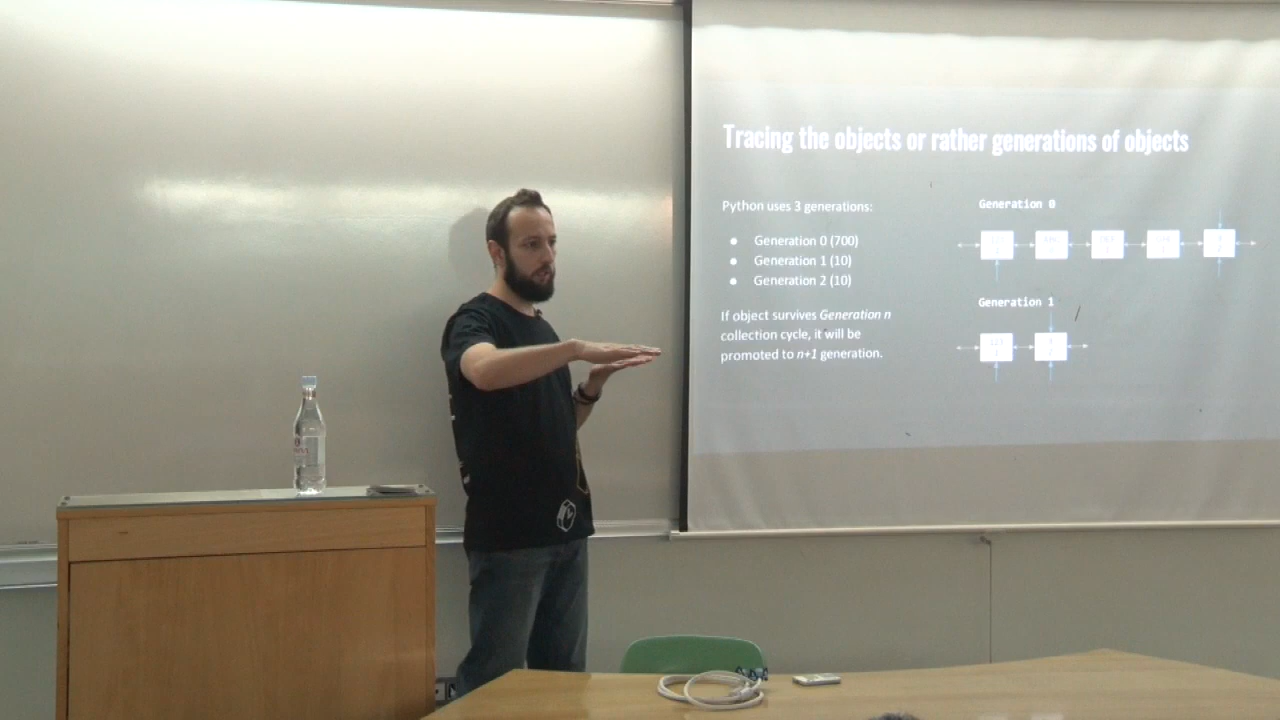 Tracing the objects or rather generations of objects
Python uses 3 generations:
● Generation 0 (700)
● Generation 1 (10)
● Generation 2 (10)
If object survives Generation n
collection cycle, it will be
promoted to n+1 generation.
Generation 0
Generation 1